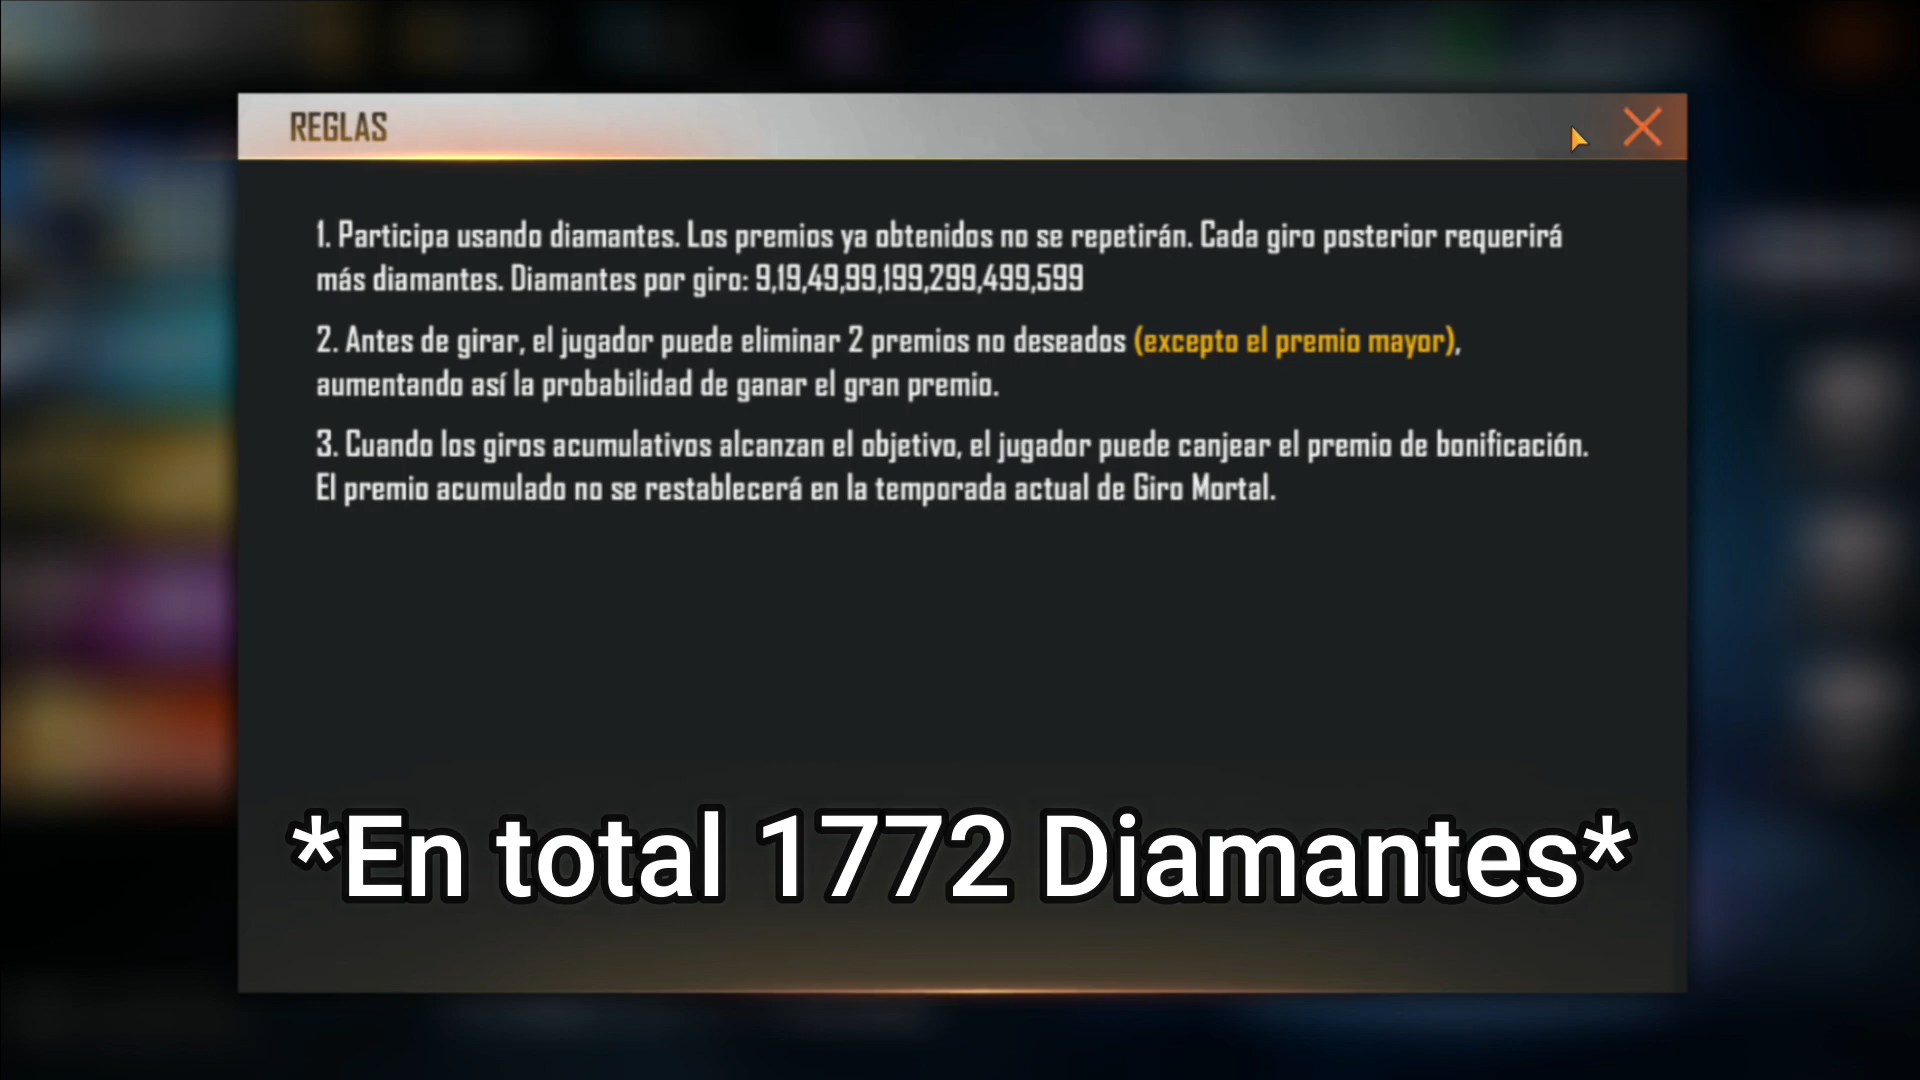 REGLAS
1. Participa usando diamantes. Los premios ya obtenidos no se repetirán. Cada giro posterior requerirá
más diamantes. Diamantes por giro: 9,19,49,99,199,299,499,599
2. Antes de girar, el jugador puede eliminar 2 premios no deseados (excepto el premio mayor),
aumentando así la probabilidad de ganar el gran premio.
3. Cuando los giros acumulativos alcanzan el objetivo, el jugador puede canjear el premio de bonificación.
El premio acumulado no se restablecerá en la temporada actual de Giro Mortal.
*En total 1772 Diamantes*